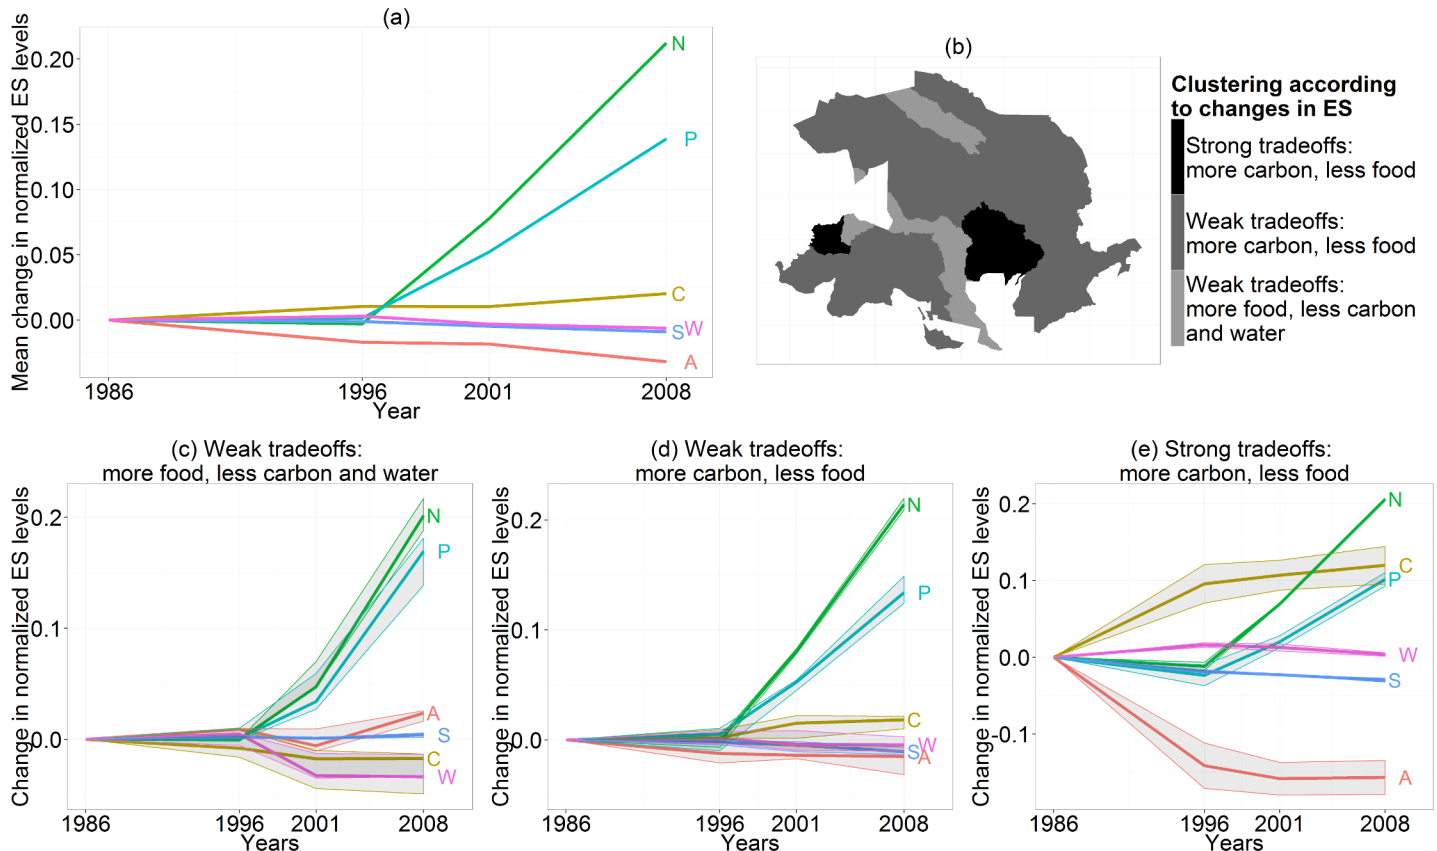 (a)
Mean change in normalized ES levels
0.20
0.15
0.10
0.05
0.00
N
P
C
W
S
A
1986
1996
2001
2008
Year
(b)
Clustering according
to changes in ES
Strong tradeoffs:
more carbon, less food
Weak tradeoffs:
more carbon, less food
Weak tradeoffs:
more food, less carbon
and water
(c) Weak tradeoffs:
more food, less carbon and water
Change in normalized ES levels
0.2
0.1
0.0
N
P
A
S
C
W
1986
1996
2001
2008
Years
(d) Weak tradeoffs:
more carbon, less food
Change in normalized ES levels
0.2
0.1
0.0
N
P
C
W
S
A
1986
1996
2001
2008
Years
(e) Strong tradeoffs:
more carbon, less food
Change in normalized ES levels
0.2
0.1
0.0
-0.1
N
C
P
W
S
A
1986
1996
2001
2008
Years